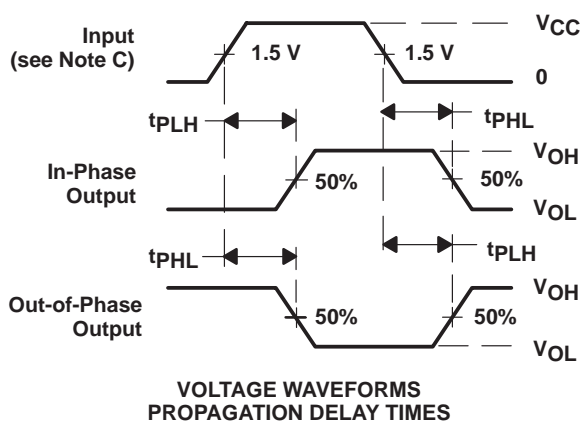 Input
(see Note C)
1.5 V
1.5 V
VCC
0
tPLH
tPHL
In-Phase
Output
50%
50%
VOH
VOL
tPHL
tPLH
Out-of-Phase
Output
50%
50%
VOH
VOL
VOLTAGE WAVEFORMS
PROPAGATION DELAY TIMES